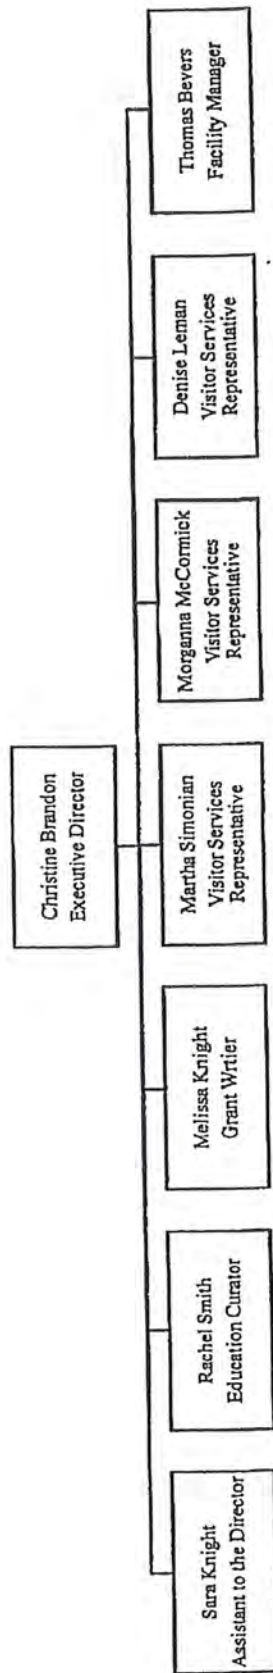 Christine Brandon
Executive Director
Sara Knight
Assistant to the Director
Rachel Smith
Education Curator
Melissa Knight
Grant Wrtier
Martha Simonian
Visitor Services
Representative
Morganna McCormick
Visitor Services
Representative
Denise Leman
Visitor Services
Representative
Thomas Bevers
Facility Manager